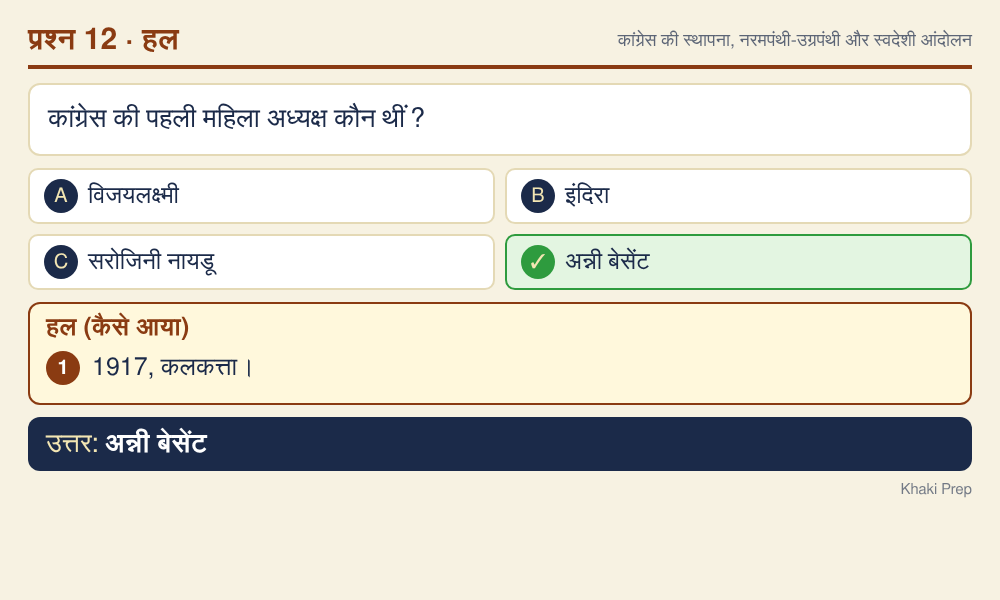 प्रश्न 12 · हल
कांग्रेस की स्थापना, नरमपंथी-उग्रपंथी और स्वदेशी आंदोलन
कांग्रेस की पहली महिला अध्यक्ष कौन थीं ?
A विजयलक्ष्मी
B इंदिरा
C सरोजिनी नायडू
✓ अन्नी बेसेंट
हल (कैसे आया)
1 1917, कलकत्ता।
उत्तर: अन्नी बेसेंट
Khaki Prep